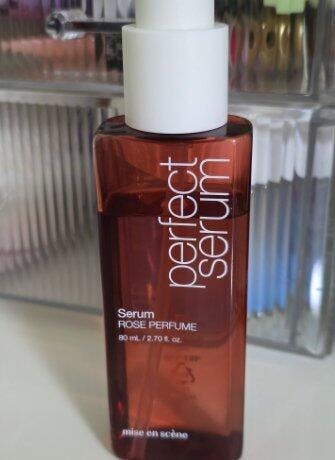 perfect
serum
Serum
ROSE PERFUME
80 mL / 2.70 fl. oz.
mise en scène